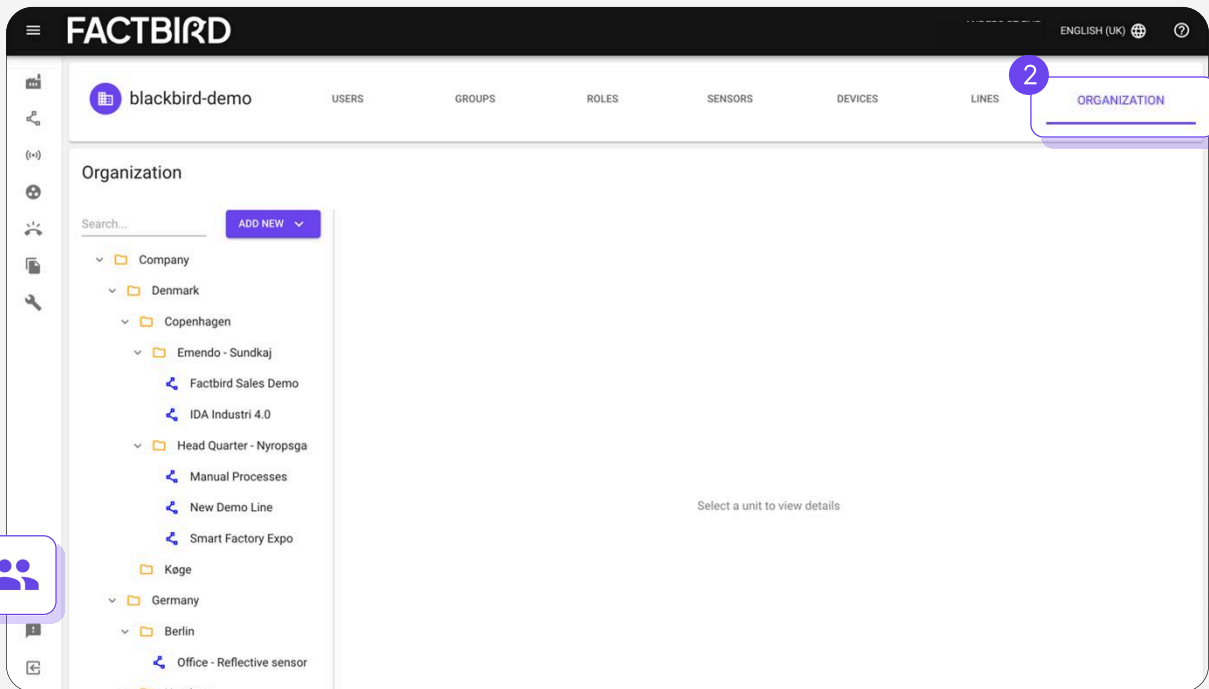 FACTBIRD
ENGLISH (UK)
2
blackbird-demo USERS GROUPS ROLES SENSORS DEVICES LINES ORGANIZATION
Organization
Search... ADD NEW
Company
Denmark
Copenhagen
Emendo - Sundkaj
Factbird Sales Demo
IDA Industri 4.0
Head Quarter - Nyropsga
Manual Processes
New Demo Line
Select a unit to view details
Smart Factory Expo
Køge
Germany
Berlin
Office - Reflective sensor